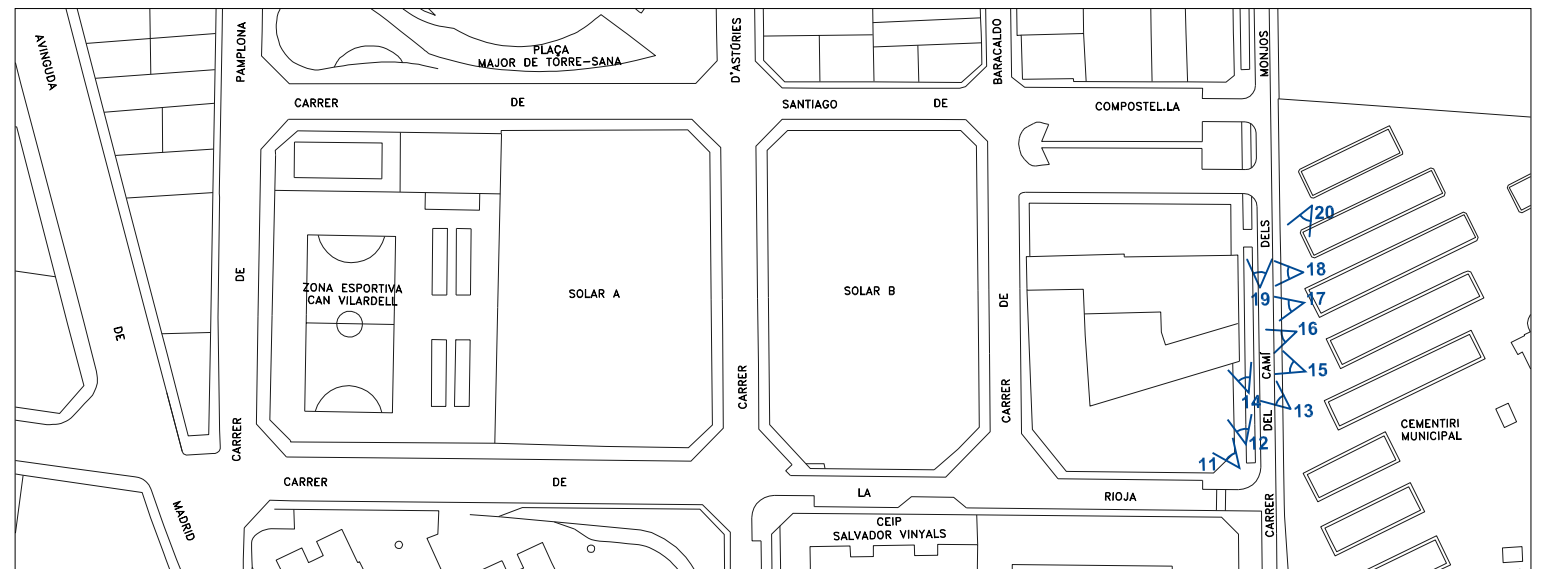 AVINGUDA
DE
MADRID
CARRER
DE
PAMPLONA
PLAÇA
MAJOR DE TORRE-SANA
D'ASTÚRIES
BARACALDO
MONJOS
CARRER
DE
SANTIAGO
DE
COMPOSTEL.LA
ZONA ESPORTIVA
CAN VILARDELL
SOLAR A
SOLAR B
CARRER
CARRER
DE
DELS
CAMÍ
DEL
CARRER
20
18
19
17
16
15
14
13
12
11
CEMENTIRI
MUNICIPAL
CARRER
DE
LA
RIOJA
CEIP
SALVADOR VINYALS